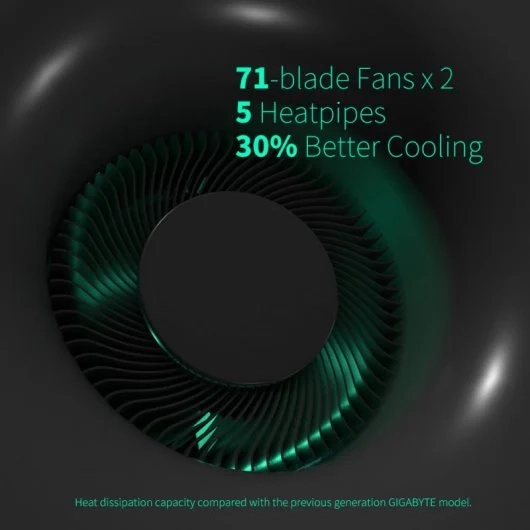 71-blade Fans x 2
5 Heatpipes
30% Better Cooling
Heat dissipation capacity compared with the previous generation GIGABYTE model.